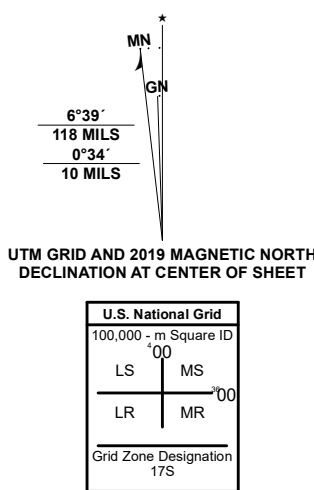 ★
MN
GN
6°39´
118 MILS
0°34´
10 MILS
UTM GRID AND 2019 MAGNETIC NORTH
DECLINATION AT CENTER OF SHEET
U.S. National Grid
100,000 - m Square ID
⁴00
LS MS
³⁶00
LR MR
Grid Zone Designation
17S